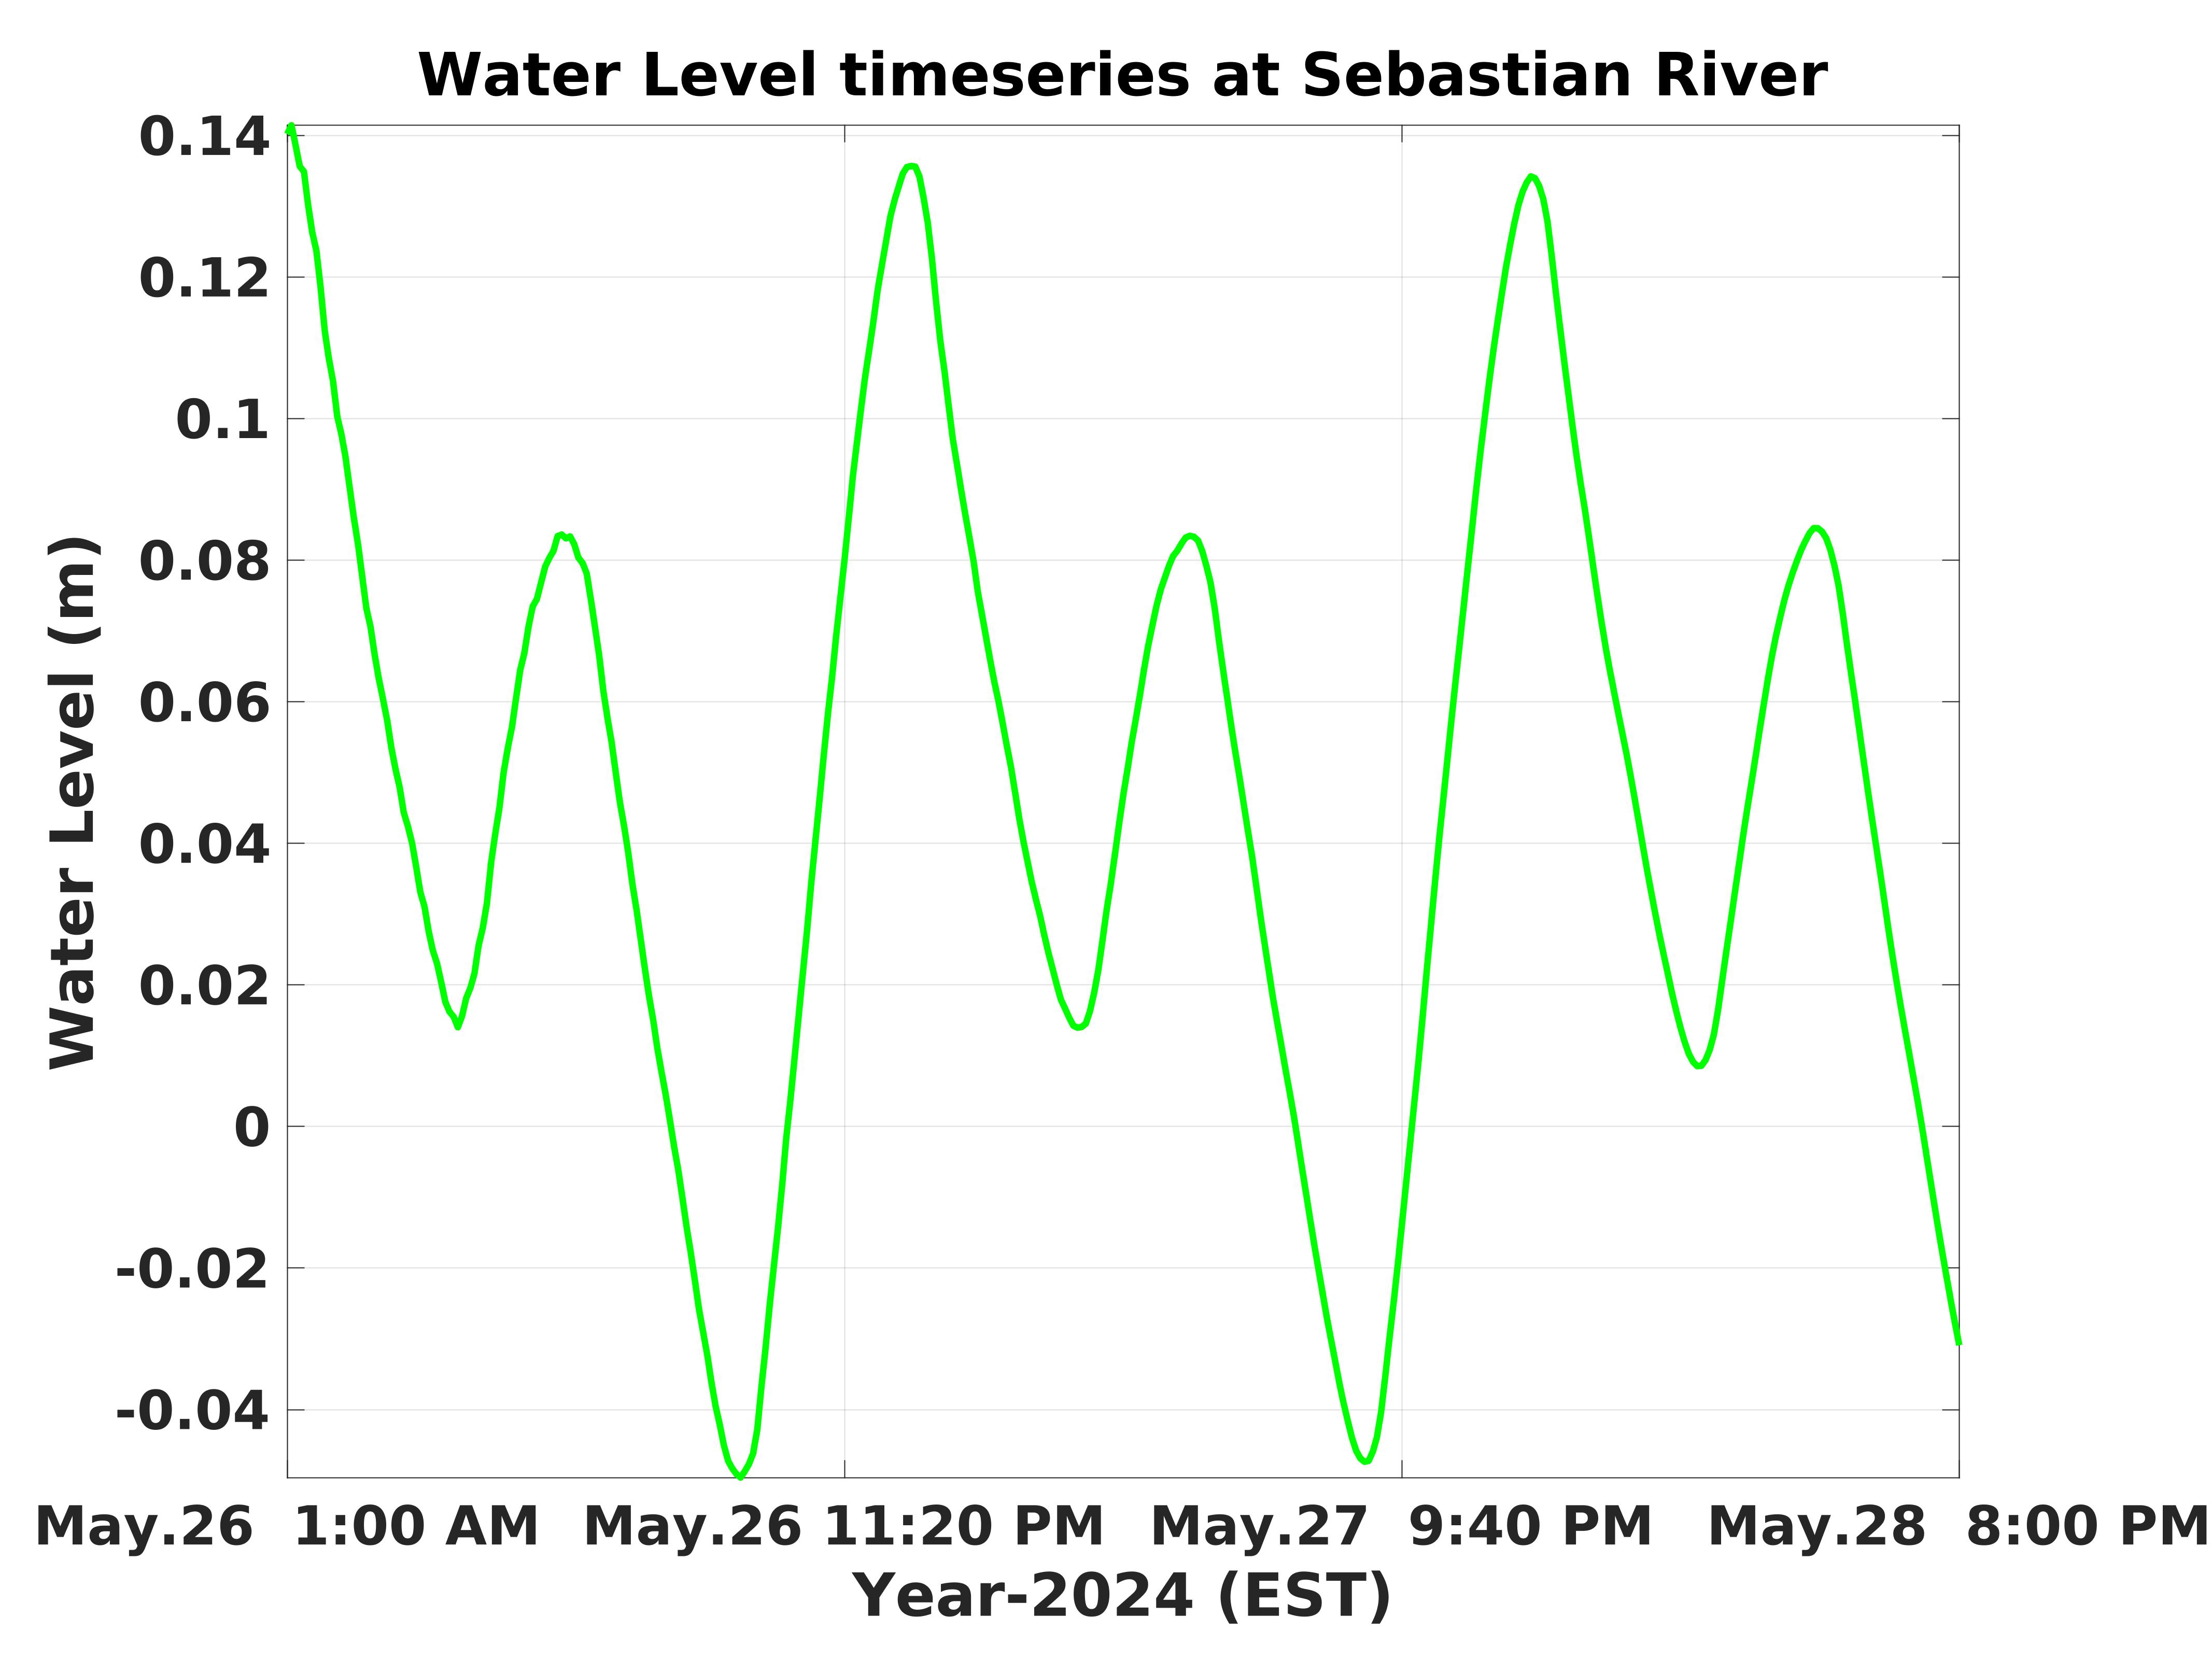 Water Level timeseries at Sebastian River
Water Level (m)
0.14
0.12
0.1
0.08
0.06
0.04
0.02
0
-0.02
-0.04
May.26 1:00 AM May.26 11:20 PM May.27 9:40 PM May.28 8:00 PM
Year-2024 (EST)